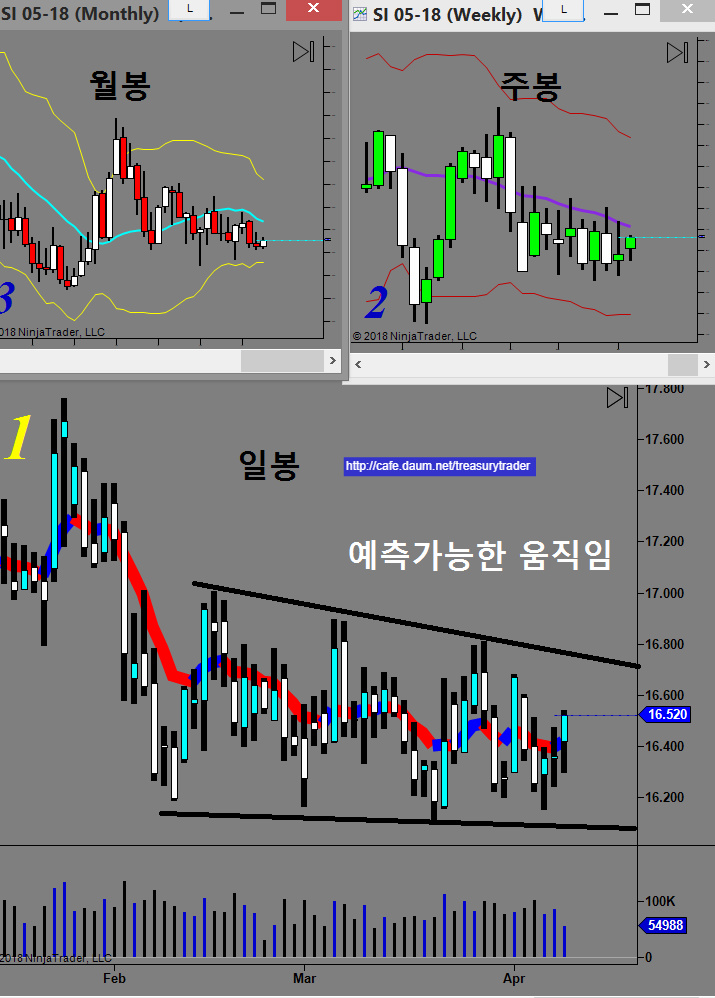 SI 05-18 (Monthly)
L
월봉
3
018 NinjaTrader, LLC
SI 05-18 (Weekly)
L
주봉
2
© 2018 NinjaTrader, LLC
1
일봉
http://cafe.daum.net/treasurytrader
예측가능한 움직임
17.800
17.600
17.400
17.200
17.000
16.800
16.600
16.520
16.400
16.200
100K
54988
0
2018 NinjaTrader, LLC
Feb
Mar
Apr